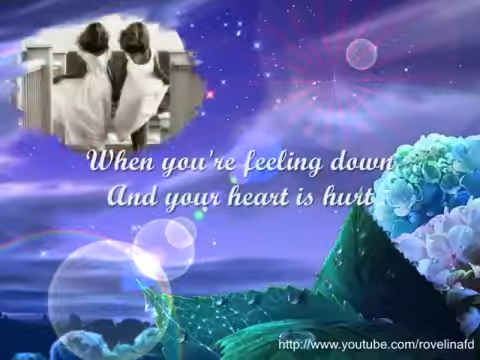 When you're feeling down
And your heart is hurt
http://www.youtube.com/rovelinafd